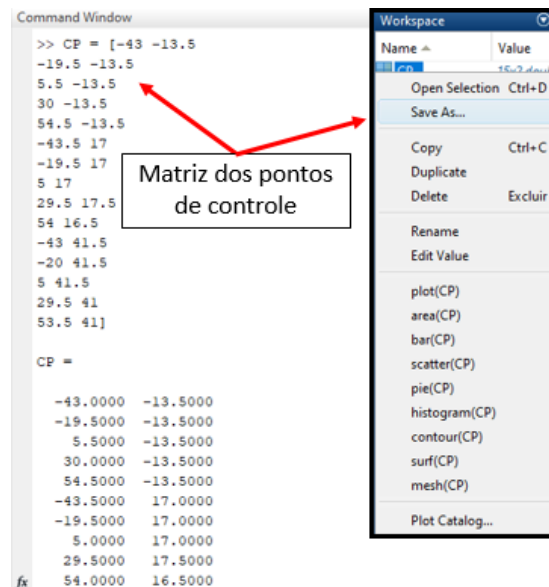 Command Window
>> CP = [-43 -13.5
-19.5 -13.5
5.5 -13.5
30 -13.5
54.5 -13.5
-43.5 17
-19.5 17
5 17
29.5 17.5
54 16.5
-43 41.5
-20 41.5
5 41.5
29.5 41
53.5 41]
CP =
-43.0000 -13.5000
-19.5000 -13.5000
5.5000 -13.5000
30.0000 -13.5000
54.5000 -13.5000
-43.5000 17.0000
-19.5000 17.0000
5.0000 17.0000
29.5000 17.5000
fx 54.0000 16.5000
Matriz dos pontos
de controle
Workspace
Name Value
CP
Open Selection Ctrl+D
Save As...
Copy Ctrl+C
Duplicate
Delete Excluir
Rename
Edit Value
plot(CP)
area(CP)
bar(CP)
scatter(CP)
pie(CP)
histogram(CP)
contour(CP)
surf(CP)
mesh(CP)
Plot Catalog...